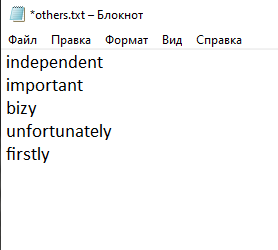 *others.txt – Блокнот
Файл Правка Формат Вид Справка
independent
important
bizy
unfortunately
firstly